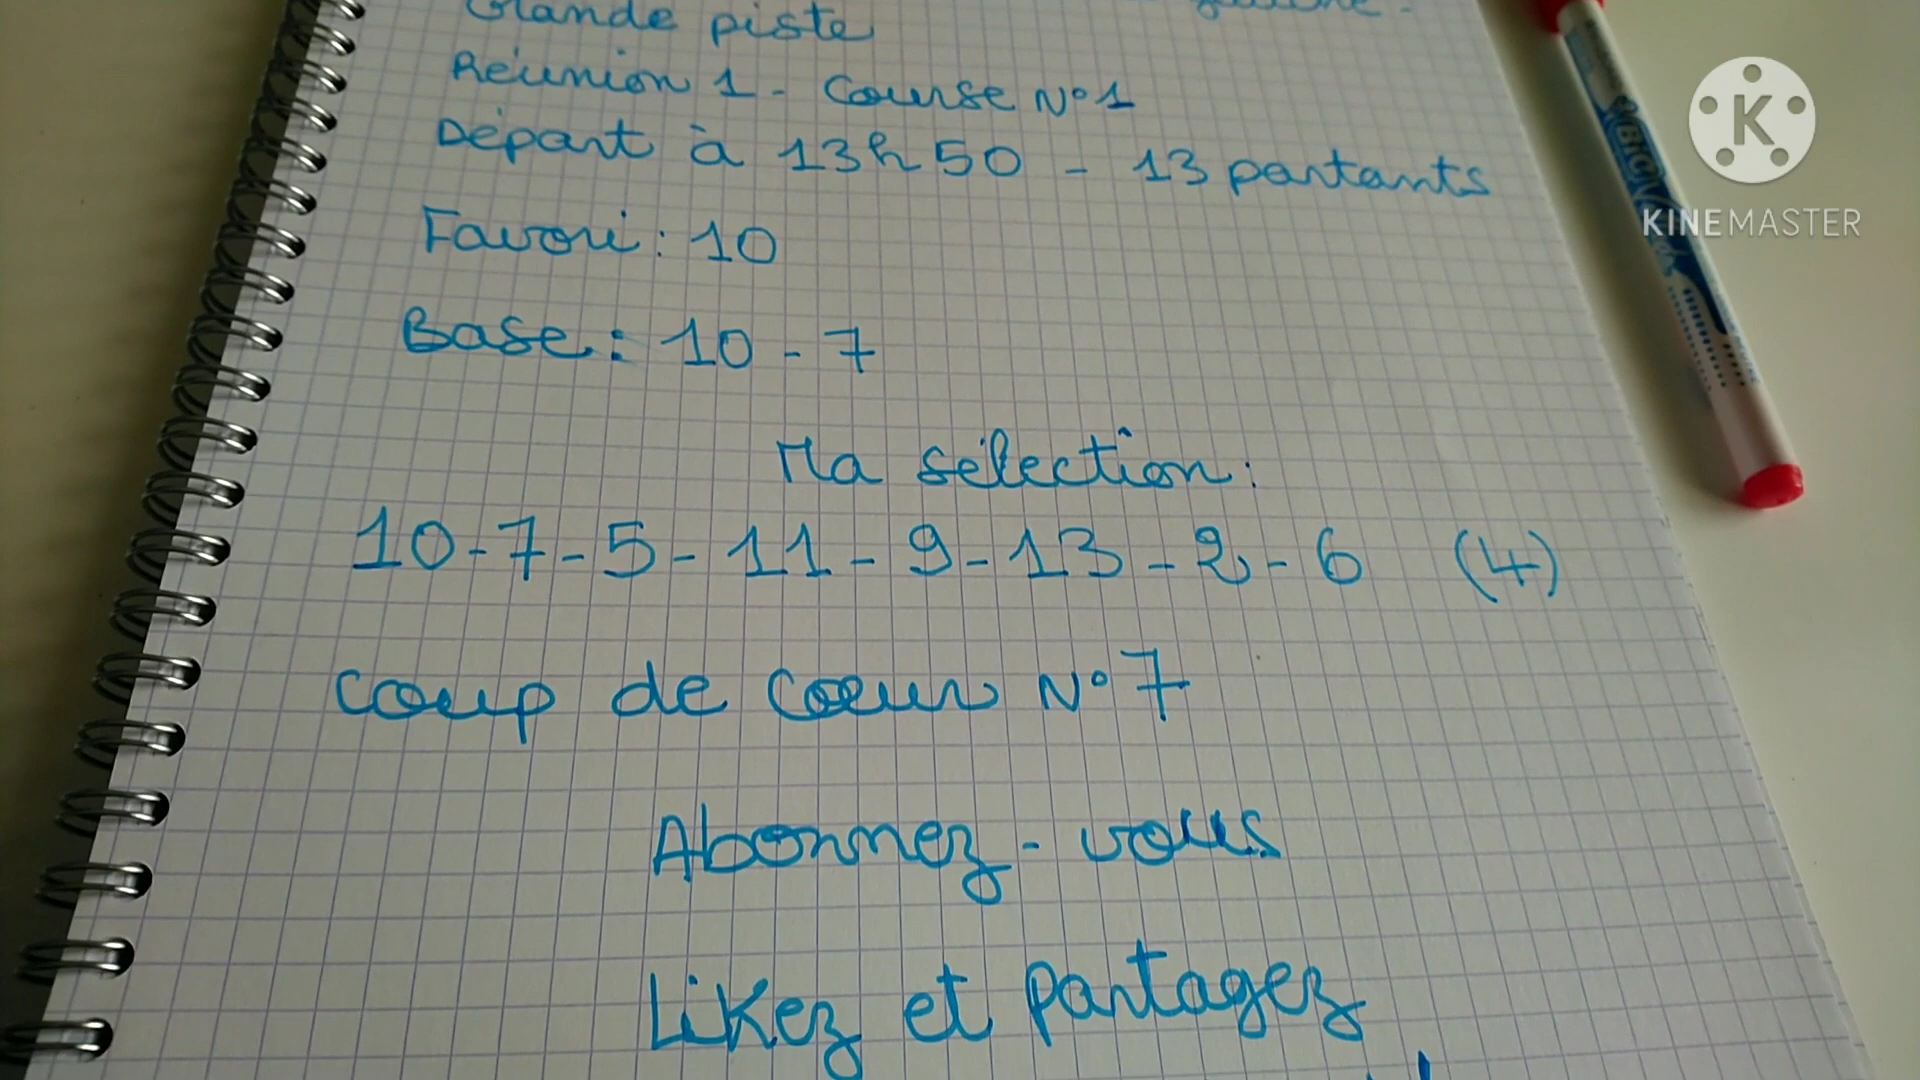 Grande piste
Réunion 1 - Course N°1
Départ à 13h50 - 13 partants
Favori : 10
Base : 10 - 7
Ma sélection :
10 - 7 - 5 - 11 - 9 - 13 - 2 - 6 (4)
Coup de coeur N°7
Abonnez-vous
Likez et Partagez
BIC
KINEMASTER